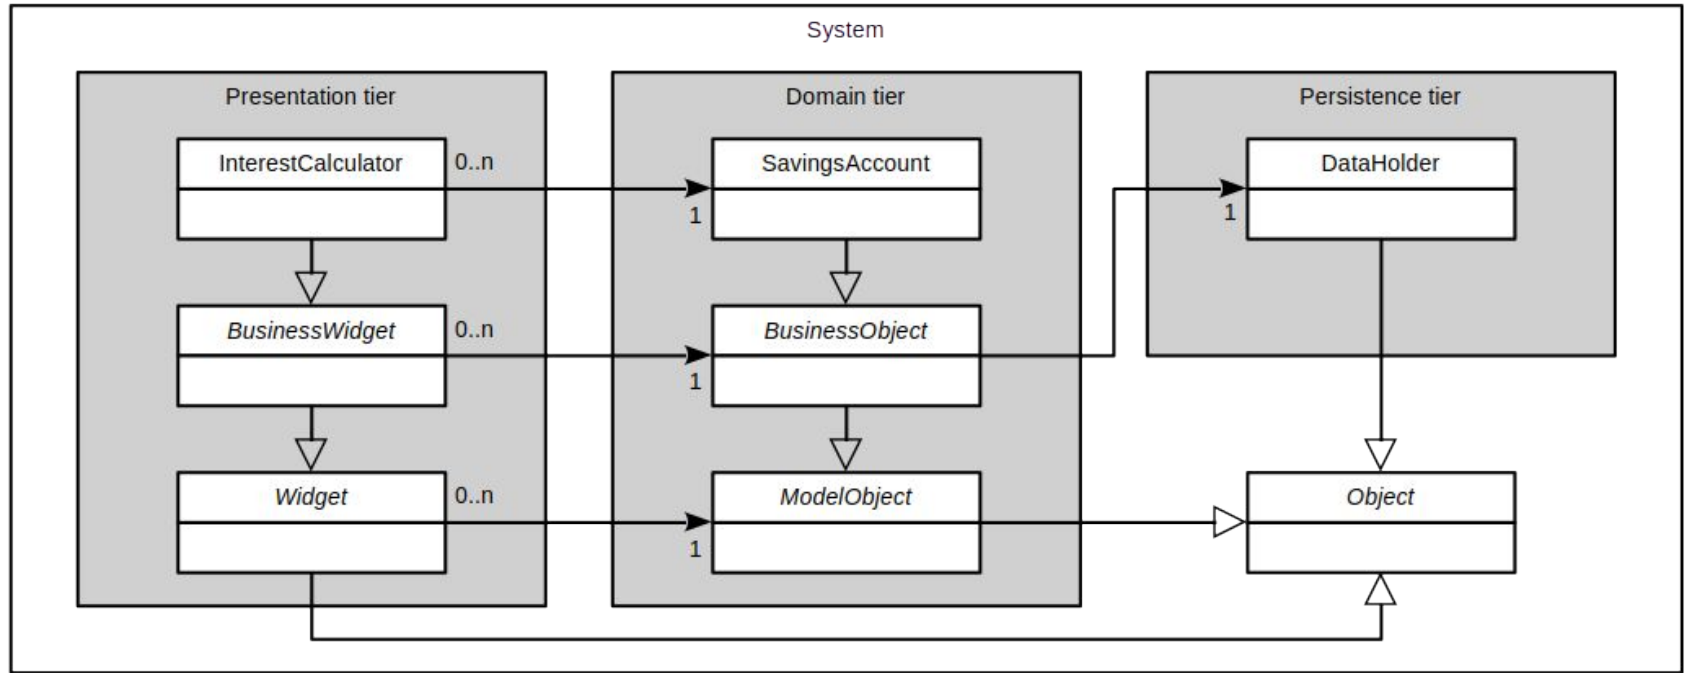 System
Presentation tier
Domain tier
Persistence tier
InterestCalculator
0..n
1
SavingsAccount
1
DataHolder
BusinessWidget
0..n
1
BusinessObject
Widget
0..n
1
ModelObject
Object